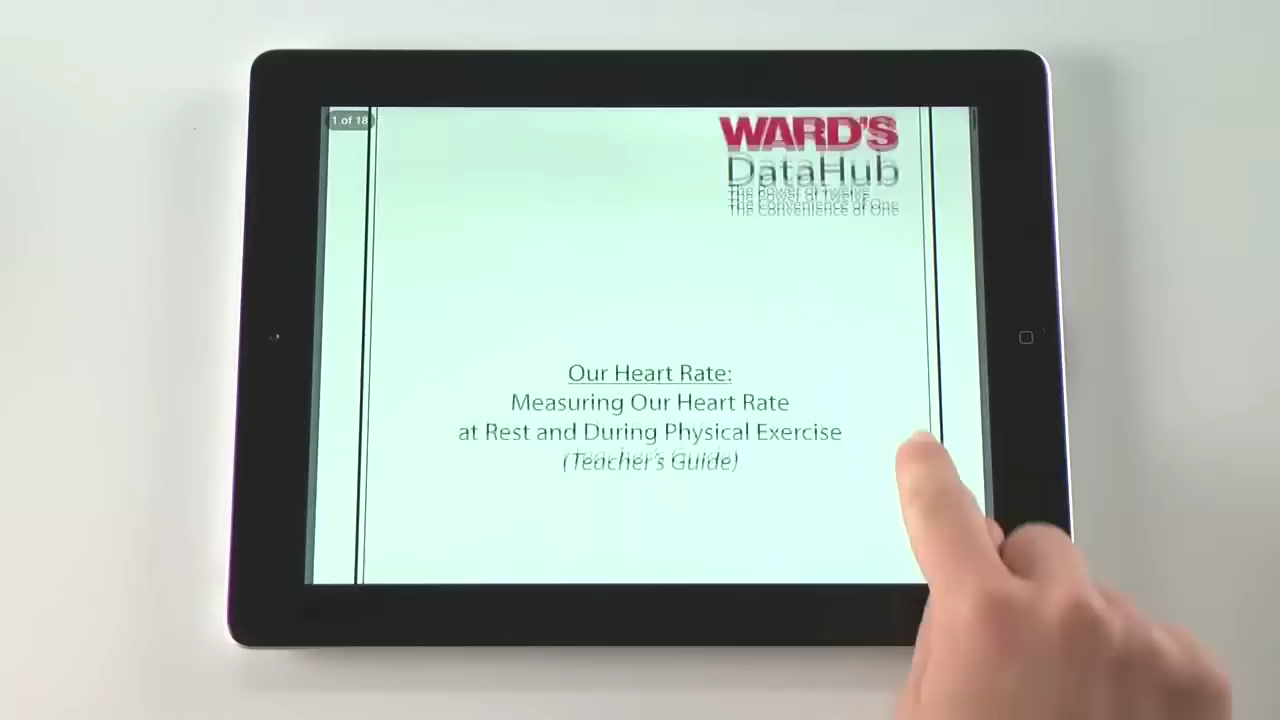 1 of 18
WARD'S
DataHub
The Power of Twelve
The Convenience of One
Our Heart Rate:
Measuring Our Heart Rate
at Rest and During Physical Exercise
(Teacher's Guide)